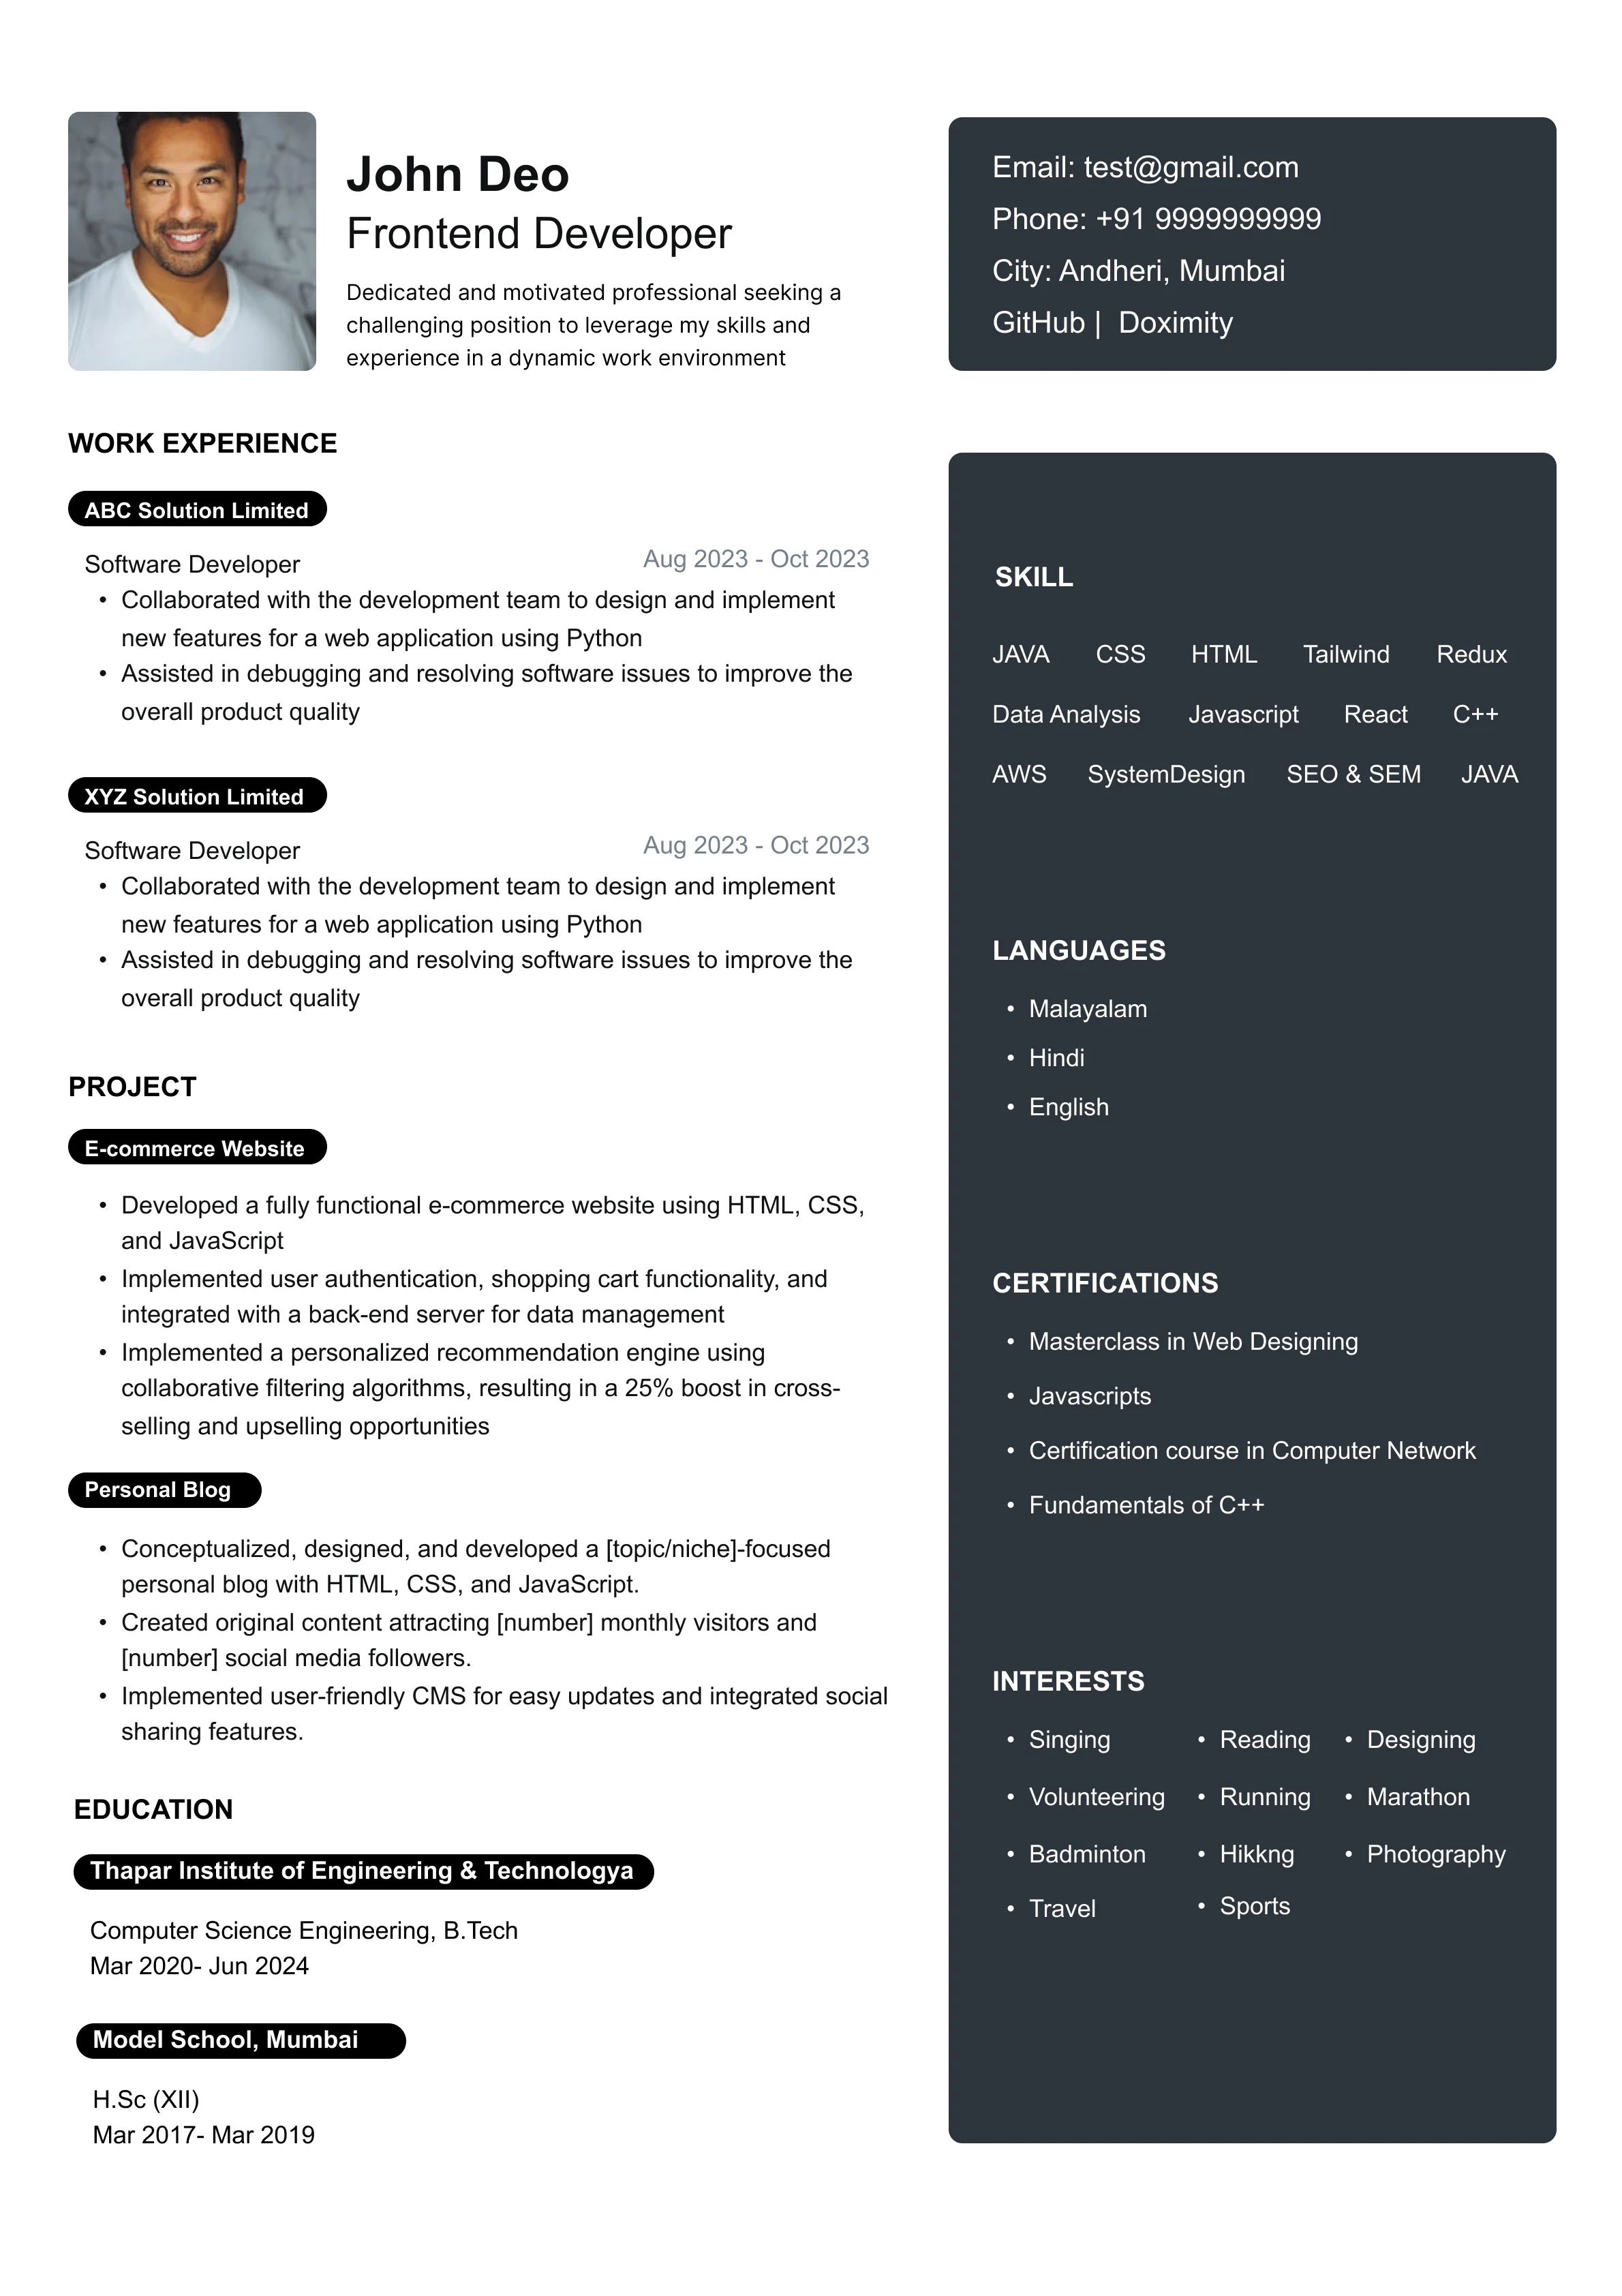 John Deo
Frontend Developer
Dedicated and motivated professional seeking a
challenging position to leverage my skills and
experience in a dynamic work environment
Email: test@gmail.com
Phone: +91 9999999999
City: Andheri, Mumbai
GitHub | Doximity
WORK EXPERIENCE
ABC Solution Limited
Software Developer
Aug 2023 - Oct 2023
• Collaborated with the development team to design and implement
new features for a web application using Python
• Assisted in debugging and resolving software issues to improve the
overall product quality
XYZ Solution Limited
Software Developer
Aug 2023 - Oct 2023
• Collaborated with the development team to design and implement
new features for a web application using Python
• Assisted in debugging and resolving software issues to improve the
overall product quality
PROJECT
E-commerce Website
• Developed a fully functional e-commerce website using HTML, CSS,
and JavaScript
• Implemented user authentication, shopping cart functionality, and
integrated with a back-end server for data management
• Implemented a personalized recommendation engine using
collaborative filtering algorithms, resulting in a 25% boost in cross-
selling and upselling opportunities
Personal Blog
• Conceptualized, designed, and developed a [topic/niche]-focused
personal blog with HTML, CSS, and JavaScript.
• Created original content attracting [number] monthly visitors and
[number] social media followers.
• Implemented user-friendly CMS for easy updates and integrated social
sharing features.
EDUCATION
Thapar Institute of Engineering & Technologya
Computer Science Engineering, B.Tech
Mar 2020- Jun 2024
Model School, Mumbai
H.Sc (XII)
Mar 2017- Mar 2019
SKILL
JAVA CSS HTML Tailwind Redux
Data Analysis Javascript React C++
AWS SystemDesign SEO & SEM JAVA
LANGUAGES
• Malayalam
• Hindi
• English
CERTIFICATIONS
• Masterclass in Web Designing
• Javascripts
• Certification course in Computer Network
• Fundamentals of C++
INTERESTS
• Singing • Reading • Designing
• Volunteering • Running • Marathon
• Badminton • Hikkng • Photography
• Travel • Sports